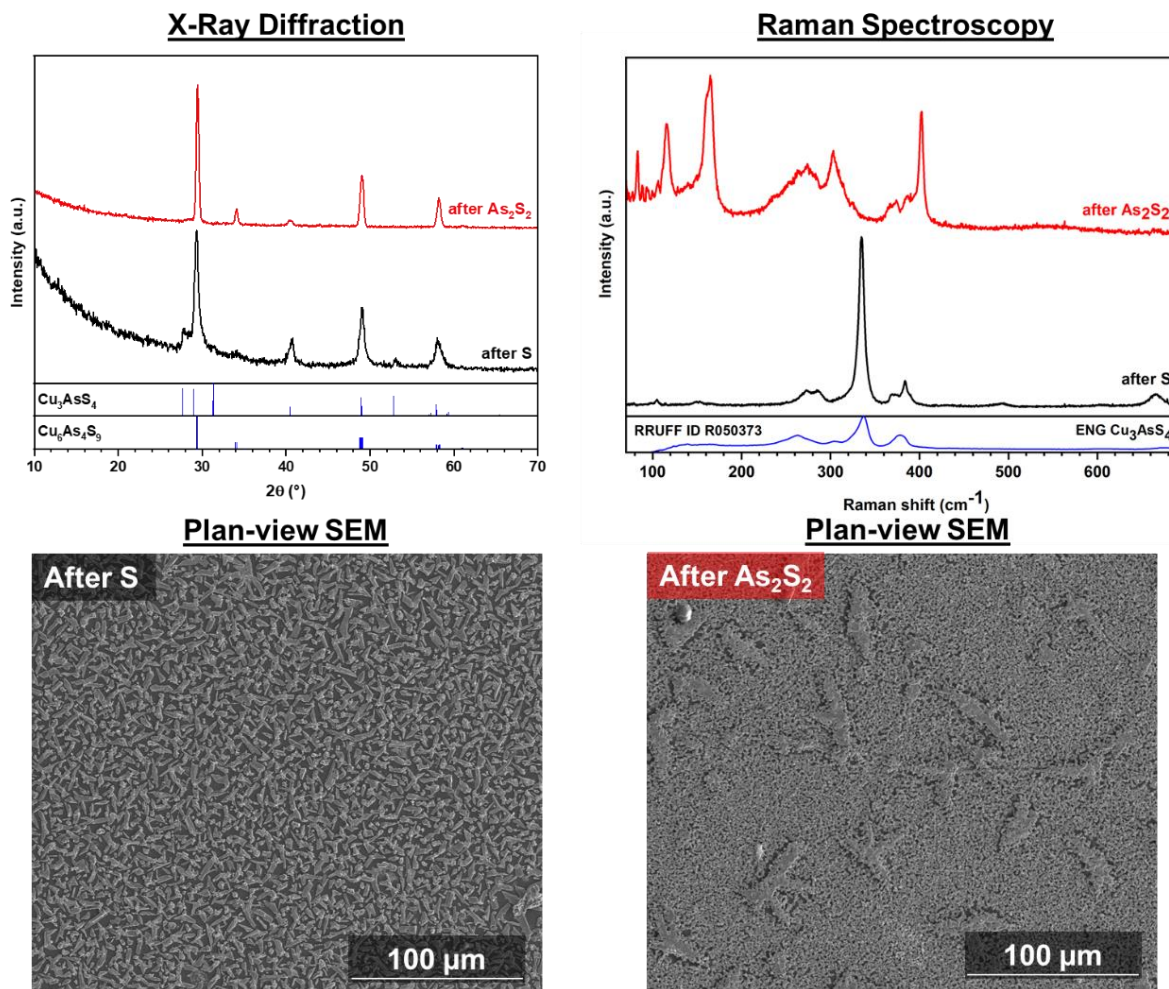 X-Ray Diffraction
Intensity (a.u.)
after As₂S₂
after S
Cu₃AsS₄
Cu₆As₄S₉
10 20 30 40 50 60 70
2θ (°)
Raman Spectroscopy
Intensity (a.u.)
after As₂S₂
after S
RRUFF ID R050373 ENG Cu₃AsS₄
100 200 300 400 500 600
Raman shift (cm⁻¹)
Plan-view SEM
After S
100 µm
Plan-view SEM
After As₂S₂
100 µm